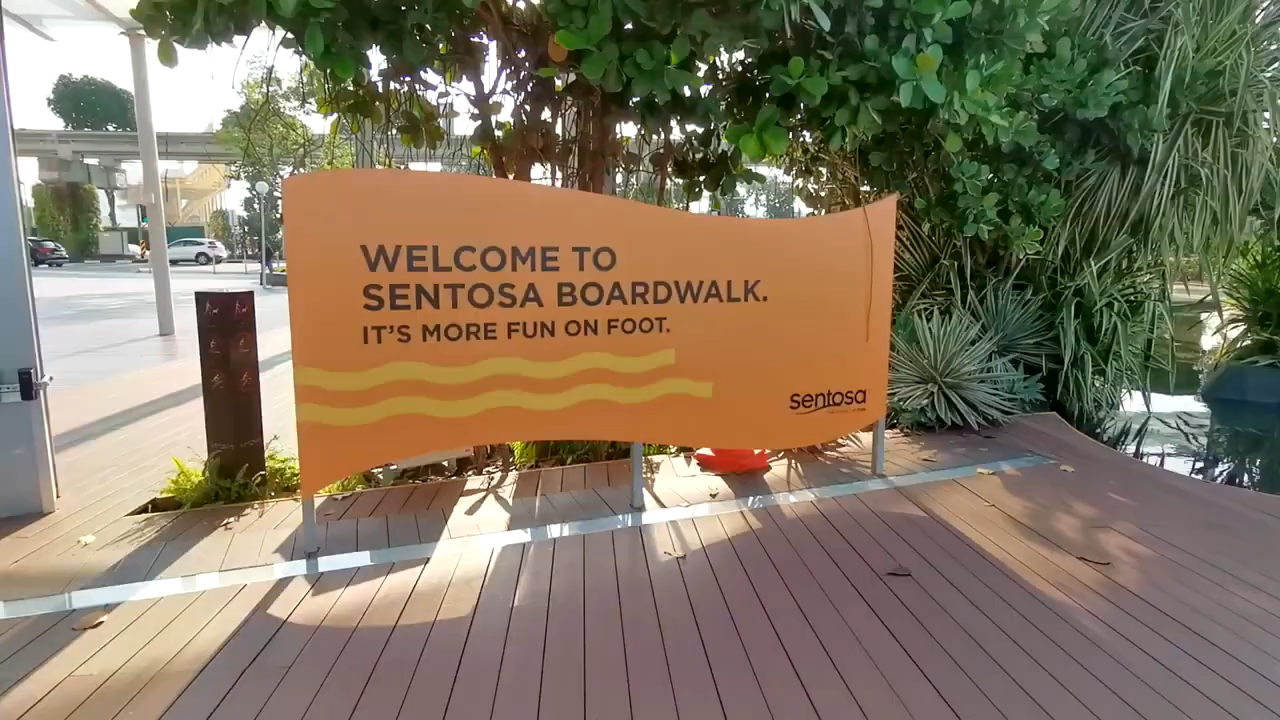 WELCOME TO
SENTOSA BOARDWALK.
IT'S MORE FUN ON FOOT.
sentosa